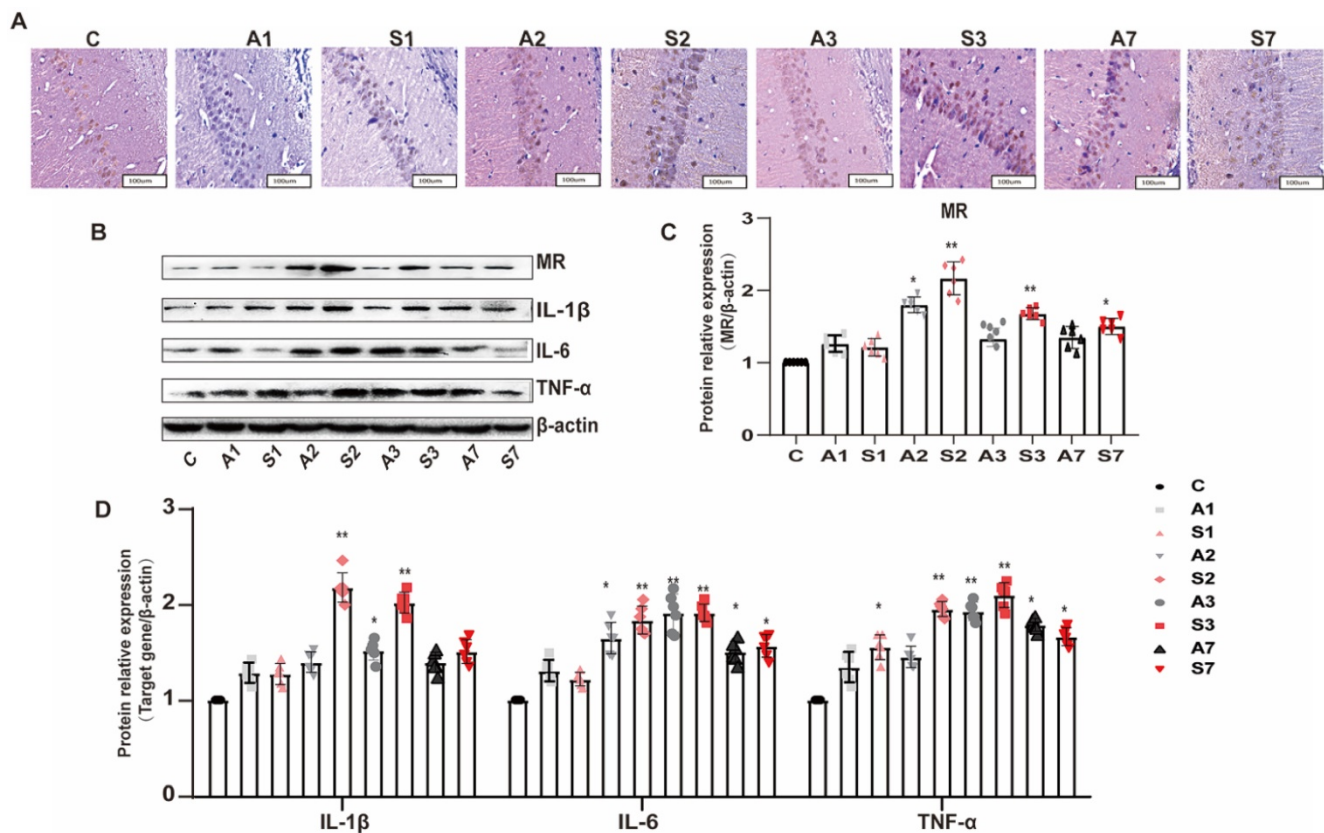 A
C A1 S1 A2 S2 A3 S3 A7 S7
100um 100um 100um 100um 100um 100um 100um 100um 100um
B
MR
IL-1β
IL-6
TNF-α
β-actin
C A1 S1 A2 S2 A3 S3 A7 S7
C
MR
Protein relative expression
(MR/β-actin)
3
2
1
0
* ** ** *
C A1 S1 A2 S2 A3 S3 A7 S7
D
Protein relative expression
(Target gene/β-actin)
3
2
1
0
** * ** * ** ** ** * * * ** ** ** * *
IL-1β IL-6 TNF-α
C
A1
S1
A2
S2
A3
S3
A7
S7